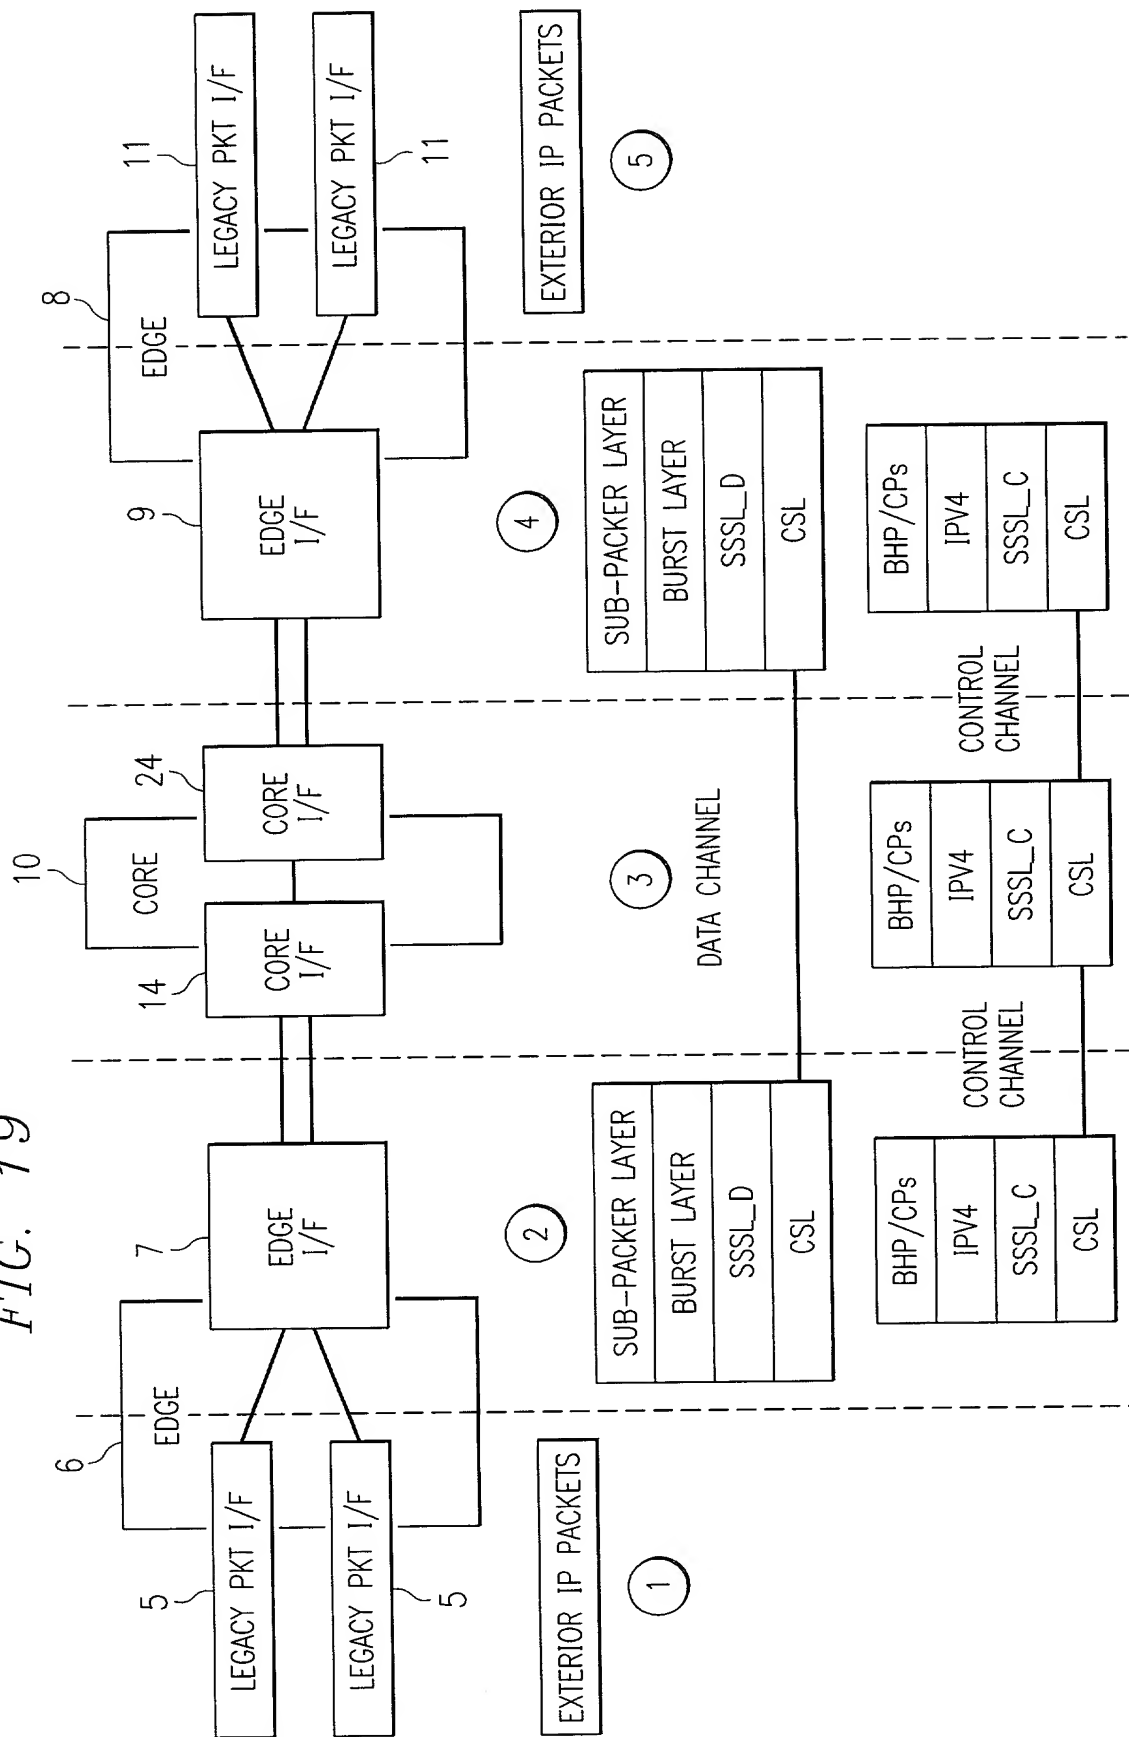 FIG. 19
6
EDGE
5
LEGACY PKT I/F
LEGACY PKT I/F
5
7
EDGE
I/F
10
CORE
14
CORE
I/F
24
CORE
I/F
9
EDGE
I/F
8
EDGE
11
LEGACY PKT I/F
LEGACY PKT I/F
11
EXTERIOR IP PACKETS
1
2
3
4
EXTERIOR IP PACKETS
5
SUB-PACKER LAYER
BURST LAYER
SSSL_D
CSL
DATA CHANNEL
SUB-PACKER LAYER
BURST LAYER
SSSL_D
CSL
BHP/CPs
IPV4
SSSL_C
CSL
CONTROL
CHANNEL
BHP/CPs
IPV4
SSSL_C
CSL
CONTROL
CHANNEL
BHP/CPs
IPV4
SSSL_C
CSL